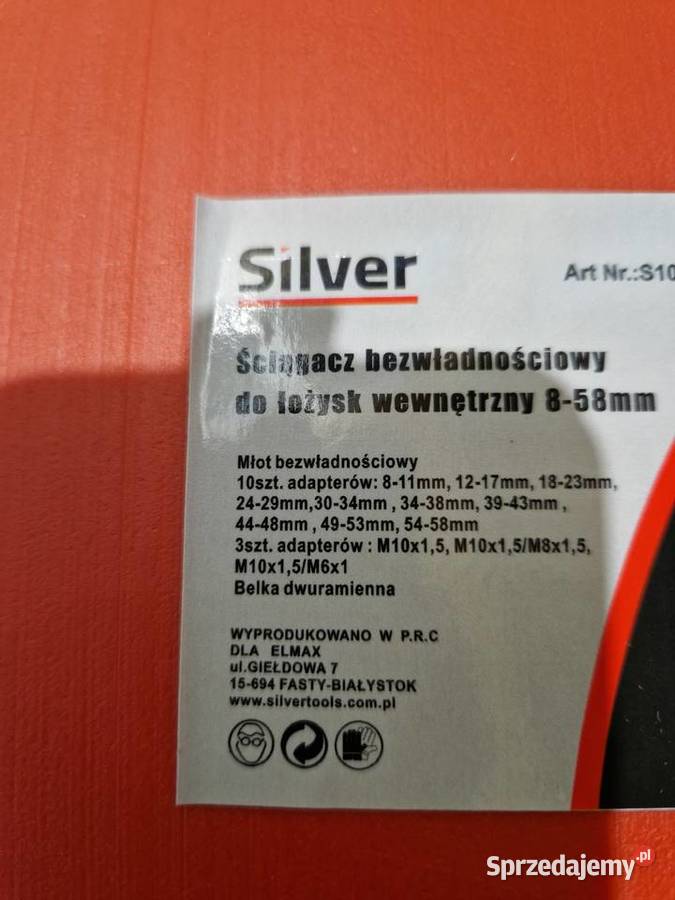 Silver
Art Nr.:S10
Ściągacz bezwładnościowy
do łożysk wewnętrzny 8-58mm
Młot bezwładnościowy
10szt. adapterów: 8-11mm, 12-17mm, 18-23mm,
24-29mm,30-34mm , 34-38mm, 39-43mm ,
44-48mm , 49-53mm, 54-58mm
3szt. adapterów : M10x1,5, M10x1,5/M8x1,5,
M10x1,5/M6x1
Belka dwuramienna
WYPRODUKOWANO W P.R.C
DLA ELMAX
ul.GIEŁDOWA 7
15-694 FASTY-BIAŁYSTOK
www.silvertools.com.pl
Sprzedajemy.pl